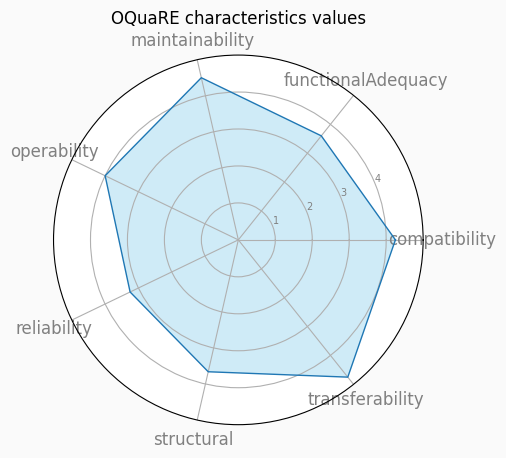 OQuaRE characteristics values
maintainability
functionalAdequacy
operability
4
3
2
1
compatibility
reliability
transferability
structural